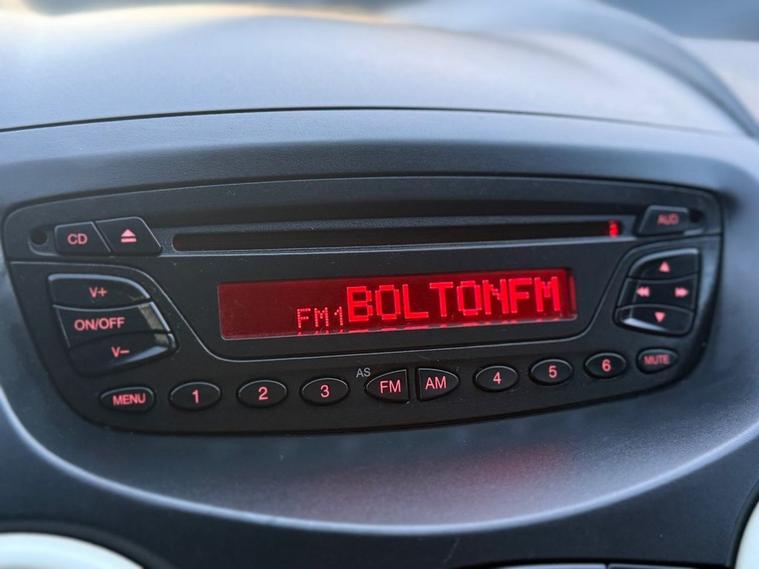 CD AUD
V+
ON/OFF
V–
FM1 BOLTONFM
MENU 1 2 3 AS FM AM 4 5 6 MUTE